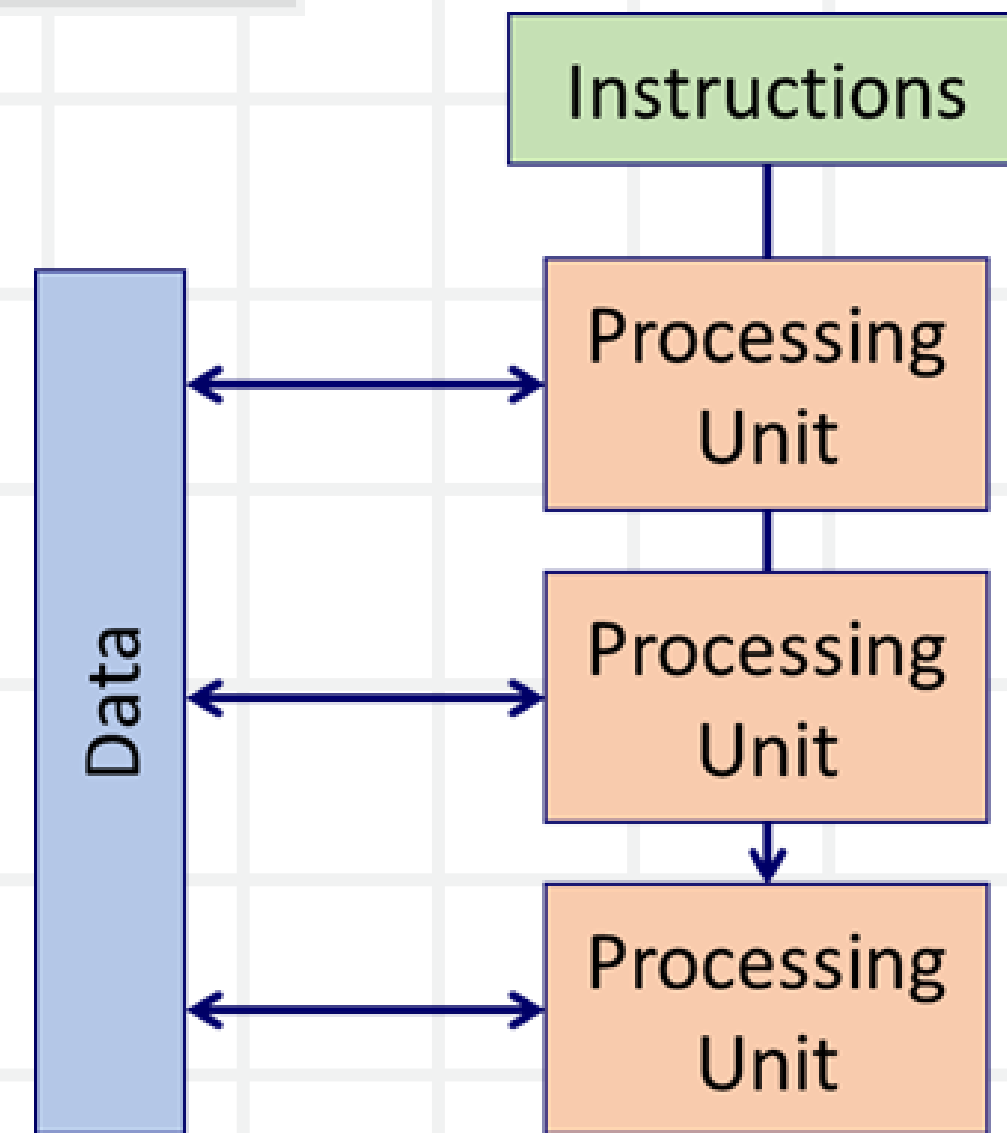 Instructions
Processing
Unit
Data
Processing
Unit
Processing
Unit